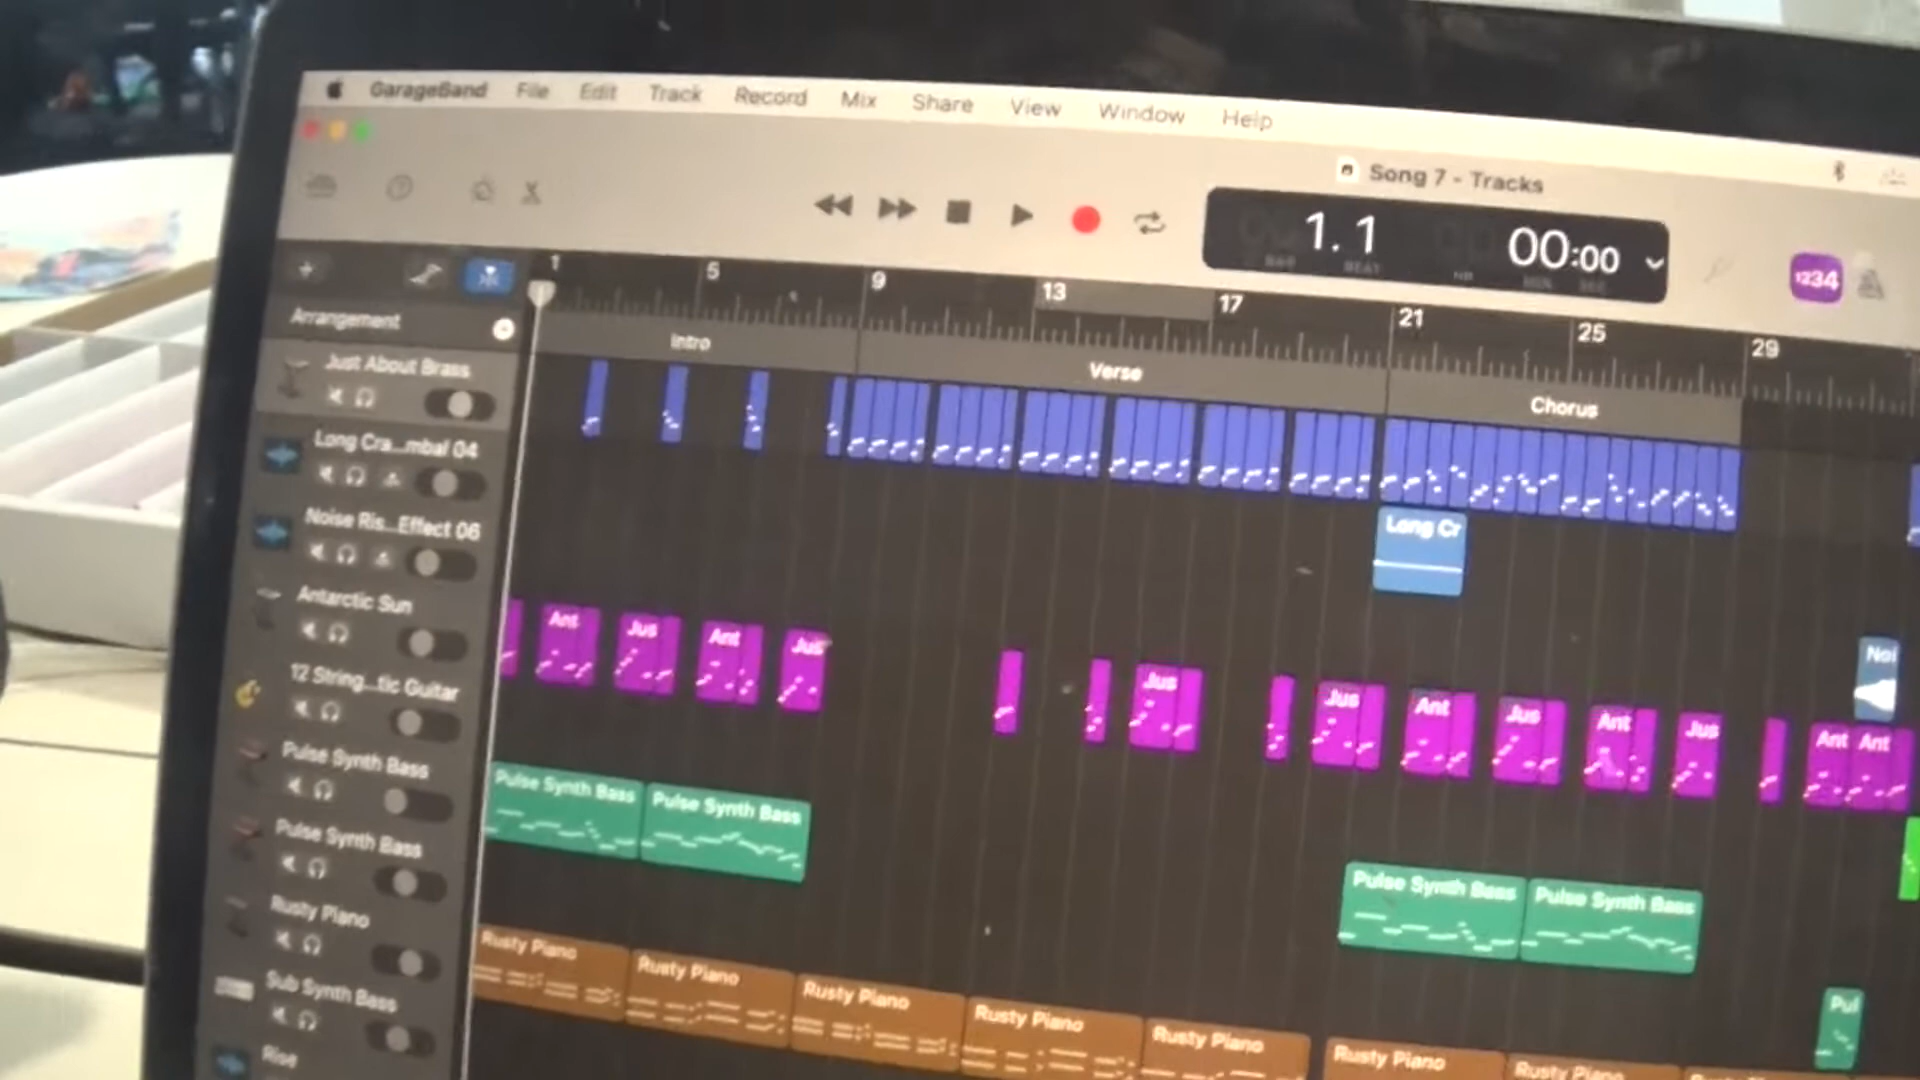 GarageBand File Edit Track Record Mix Share View Window Help
Song 7 - Tracks
1. 1 00:00
BAR BEAT HR MIN SEC
1234
1 5 9 13 17 21 25 29
Arrangement
Intro Verse Chorus
Just About Brass
Long Cra...mbal 04
Long Cr
Noise Ris...Effect 06
Noi
Antarctic Sun
Ant Jus Ant Jus Jus Jus Ant Jus Ant Jus Ant Ant
12 String...tic Guitar
Pulse Synth Bass
Pulse Synth Bass Pulse Synth Bass Pulse Synth Bass Pulse Synth Bass
Pulse Synth Bass
Pul
Rusty Piano
Rusty Piano Rusty Piano Rusty Piano Rusty Piano Rusty Piano Rusty Piano Rusty Piano
Sub Synth Bass
Rise